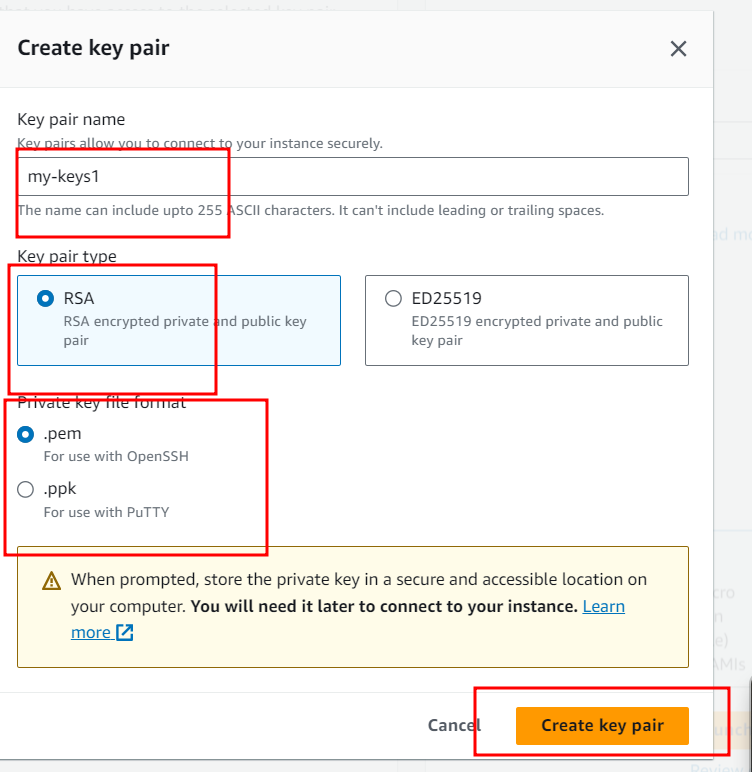 Create key pair
Key pair name
Key pairs allow you to connect to your instance securely.
my-keys1
The name can include upto 255 ASCII characters. It can't include leading or trailing spaces.
Key pair type
RSA
RSA encrypted private and public key
pair
ED25519
ED25519 encrypted private and public
key pair
Private key file format
.pem
For use with OpenSSH
.ppk
For use with PuTTY
When prompted, store the private key in a secure and accessible location on
your computer. You will need it later to connect to your instance. Learn
more
Cancel
Create key pair